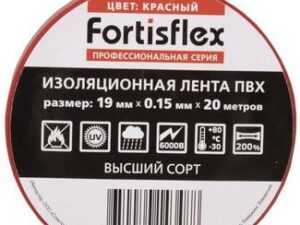 ЦВЕТ: КРАСНЫЙ
Fortisflex
ПРОФЕССИОНАЛЬНАЯ СЕРИЯ
ИЗОЛЯЦИОННАЯ ЛЕНТА ПВХ
размер: 19 мм × 0.15 мм × 20 метров
UV
6000В
+80
°C
-30
200%
ВЫСШИЙ СОРТ